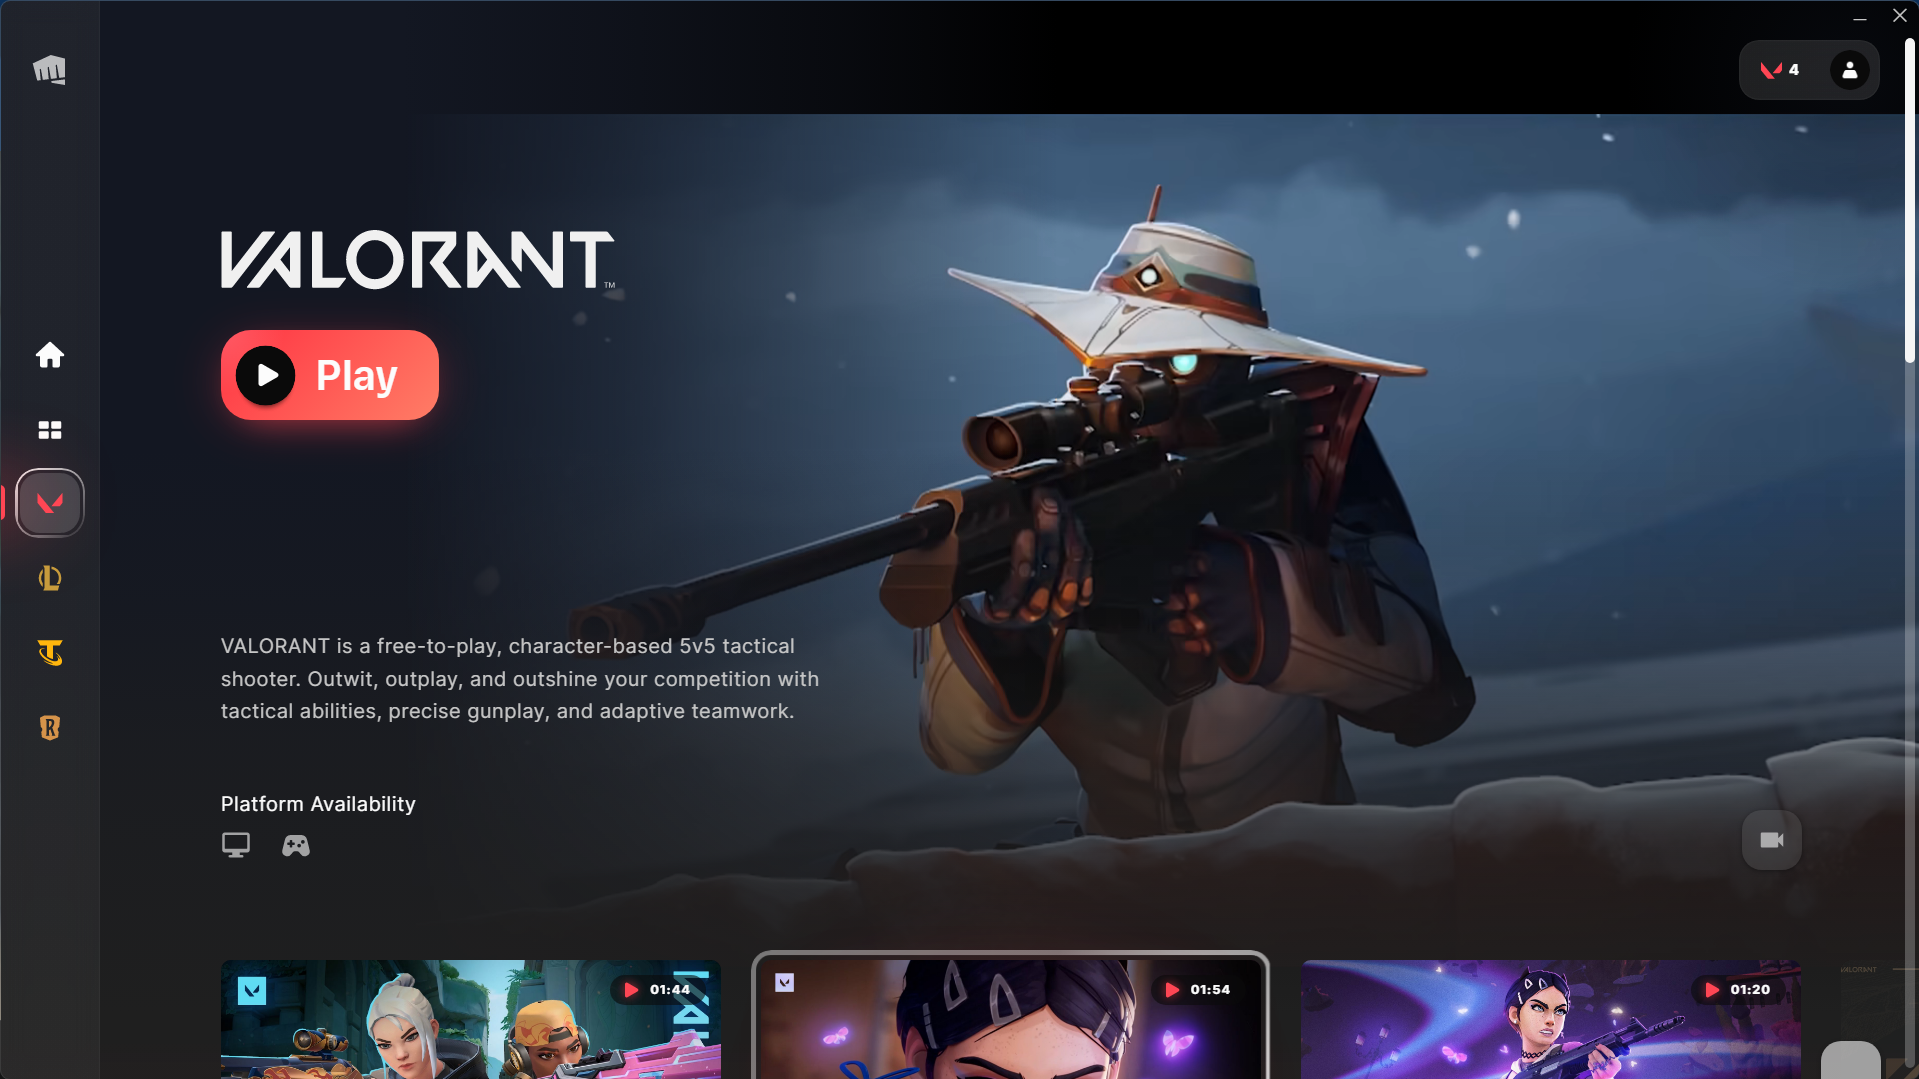 4
VALORANT™
Play
VALORANT is a free-to-play, character-based 5v5 tactical
shooter. Outwit, outplay, and outshine your competition with
tactical abilities, precise gunplay, and adaptive teamwork.
Platform Availability
01:44
01:54
01:20
VALORANT